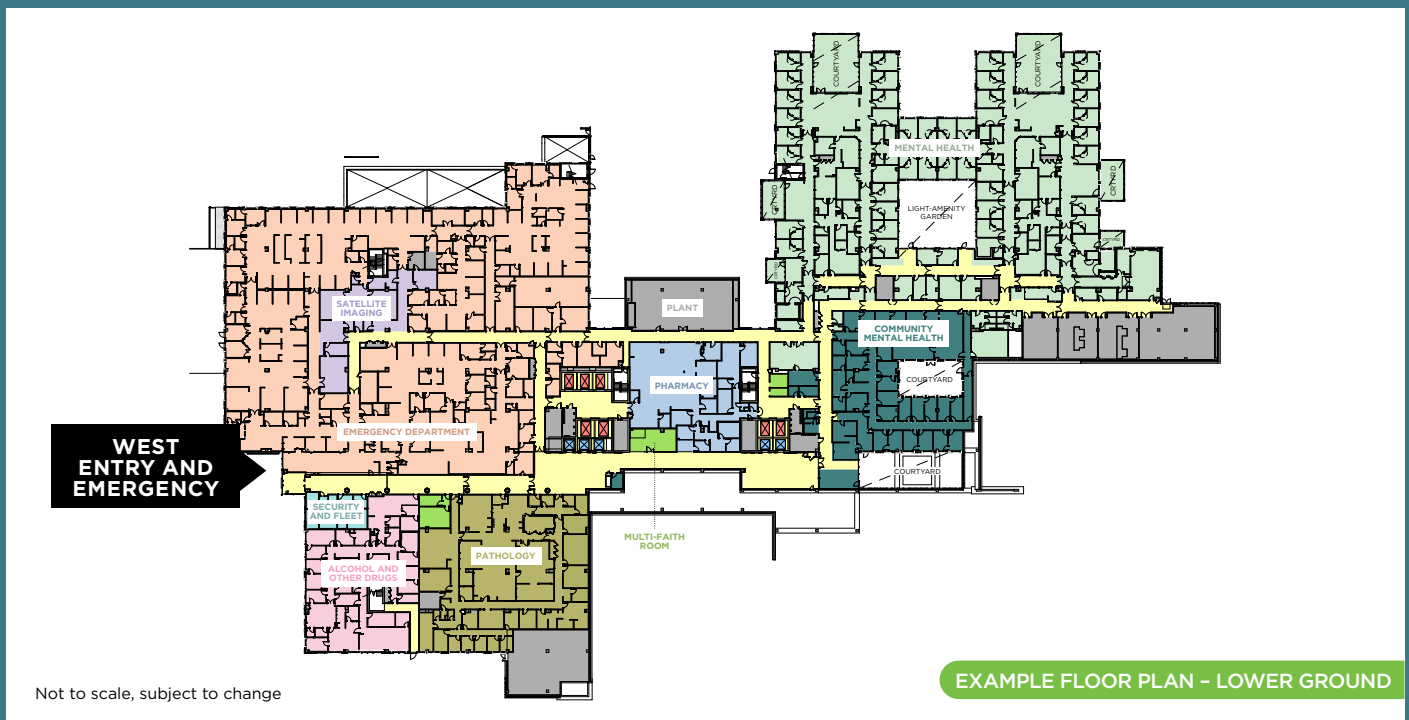 COURTYARD
COURTYARD
MENTAL HEALTH
CRTYRD
CRTYRD
LIGHT-AMENITY
GARDEN
SATELLITE
IMAGING
PLANT
COMMUNITY
MENTAL HEALTH
PHARMACY
COURTYARD
EMERGENCY DEPARTMENT
WEST
ENTRY AND
EMERGENCY
COURTYARD
SECURITY
AND FLEET
MULTI-FAITH
ROOM
PATHOLOGY
ALCOHOL AND
OTHER DRUGS
EXAMPLE FLOOR PLAN – LOWER GROUND
Not to scale, subject to change